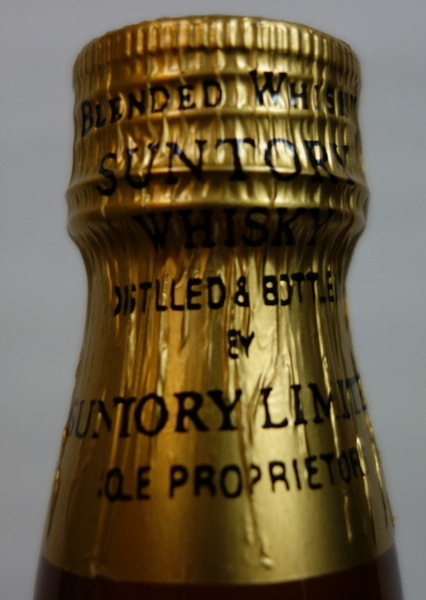 BLENDED WHISKY
SUNTORY
WHISKY
DISTILLED & BOTTLED
BY
SUNTORY LIMITED
SOLE PROPRIETOR